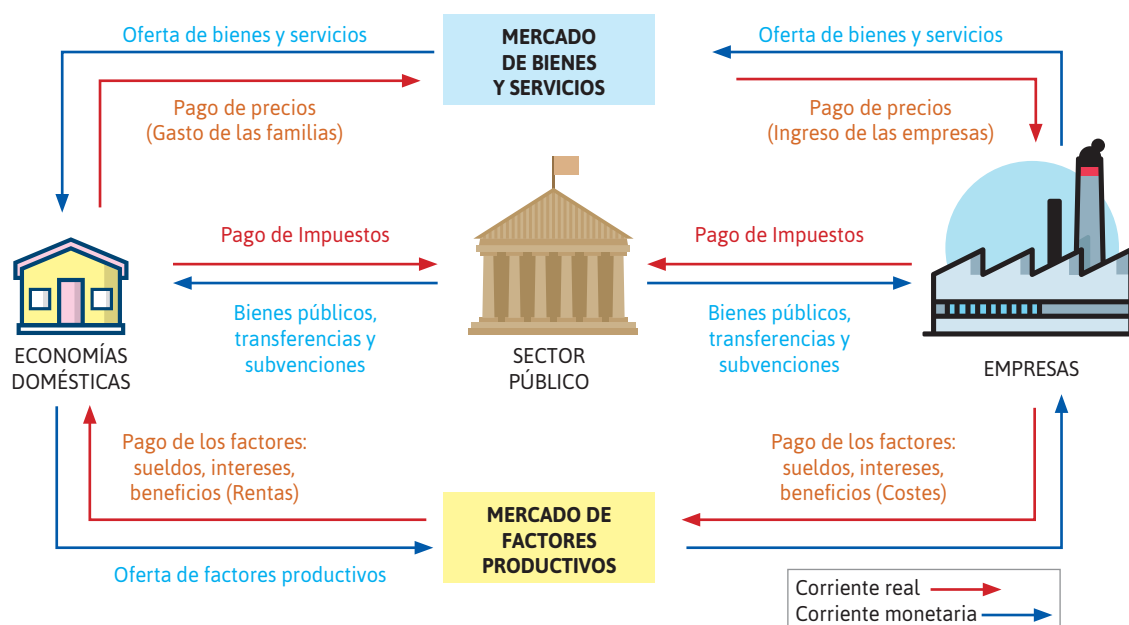 Oferta de bienes y servicios
MERCADO
DE BIENES
Y SERVICIOS
Oferta de bienes y servicios
Pago de precios
(Gasto de las familias)
Pago de precios
(Ingreso de las empresas)
Pago de Impuestos
Pago de Impuestos
Bienes públicos,
transferencias y
subvenciones
Bienes públicos,
transferencias y
subvenciones
ECONOMÍAS
DOMÉSTICAS
SECTOR
PÚBLICO
EMPRESAS
Pago de los factores:
sueldos, intereses,
beneficios (Rentas)
Pago de los factores:
sueldos, intereses,
beneficios (Costes)
MERCADO DE
FACTORES
PRODUCTIVOS
Oferta de factores productivos
Corriente real
Corriente monetaria